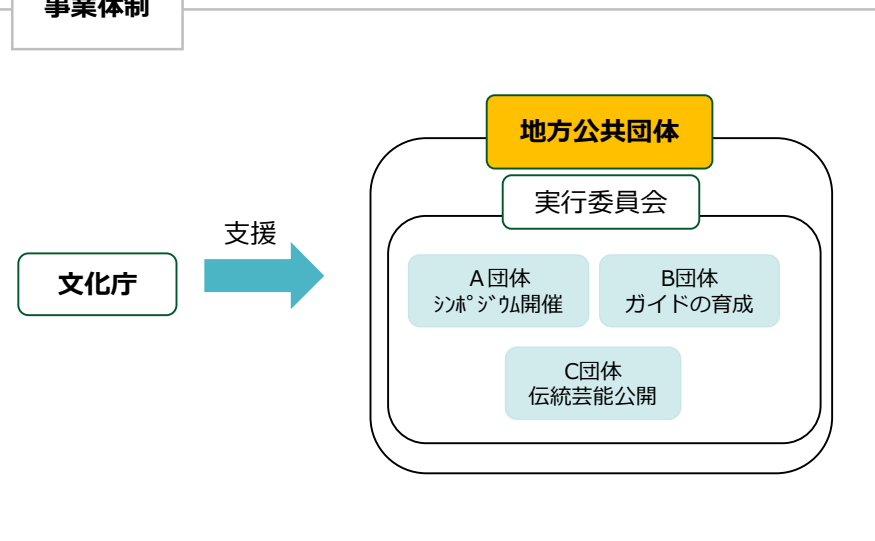 事業体制
地方公共団体
実行委員会
支援
文化庁
A団体
ｼﾝﾎﾟｼﾞｳﾑ開催
B団体
ガイドの育成
C団体
伝統芸能公開